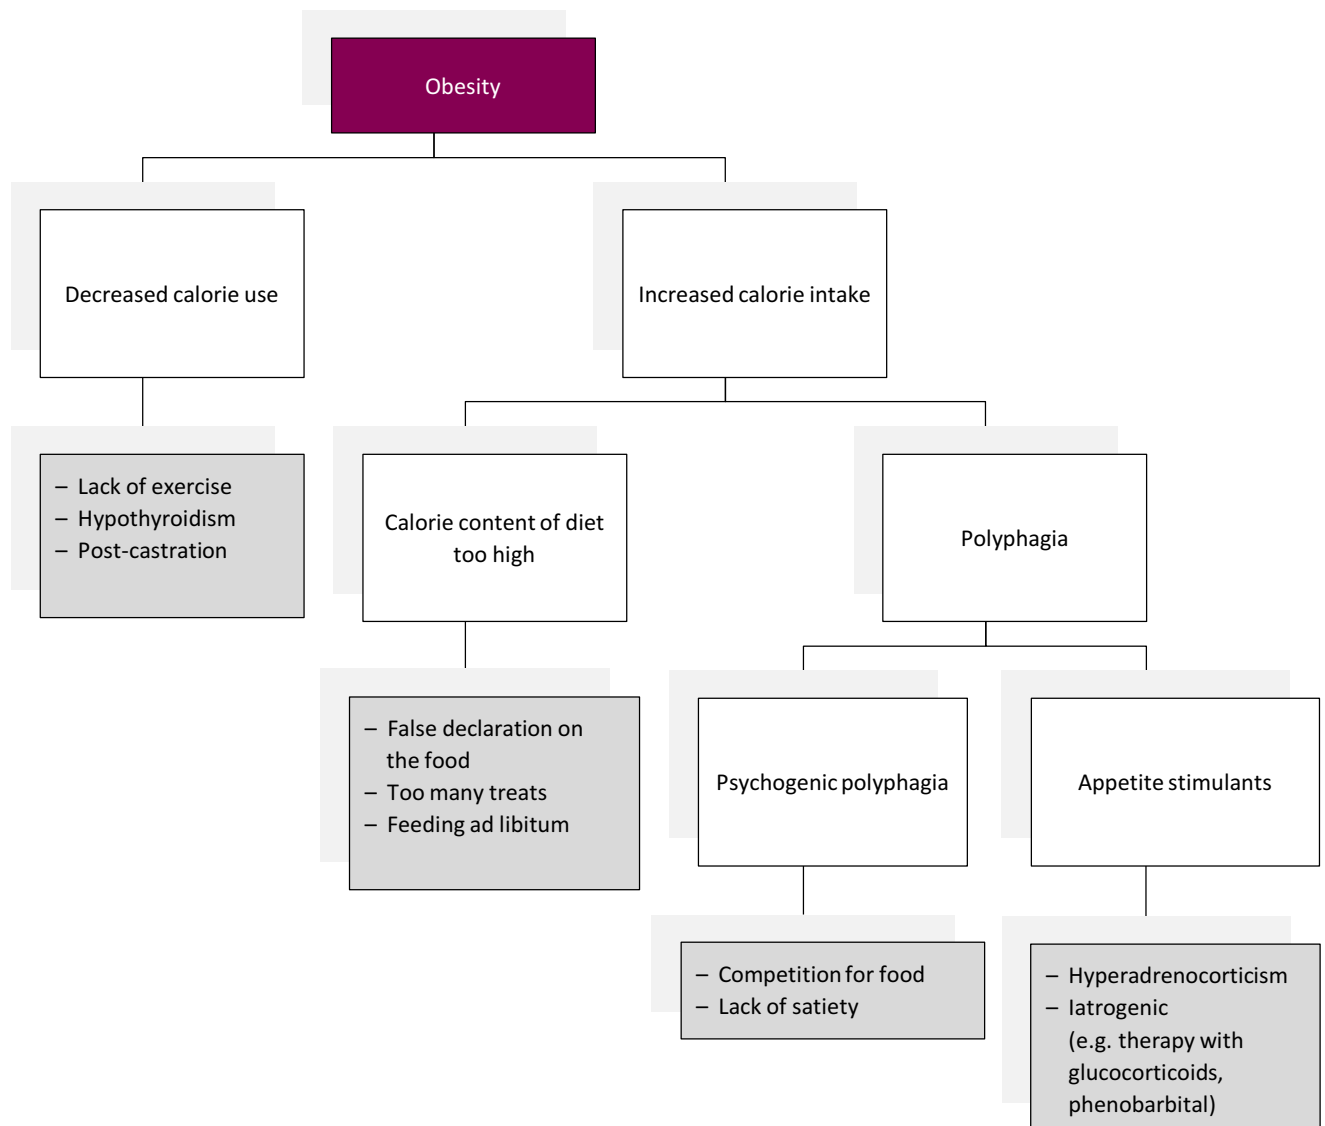 Obesity
Decreased calorie use
Increased calorie intake
– Lack of exercise
– Hypothyroidism
– Post-castration
Calorie content of diet
too high
Polyphagia
– False declaration on
the food
– Too many treats
– Feeding ad libitum
Psychogenic polyphagia
Appetite stimulants
– Competition for food
– Lack of satiety
– Hyperadrenocorticism
– Iatrogenic
(e.g. therapy with
glucocorticoids,
phenobarbital)